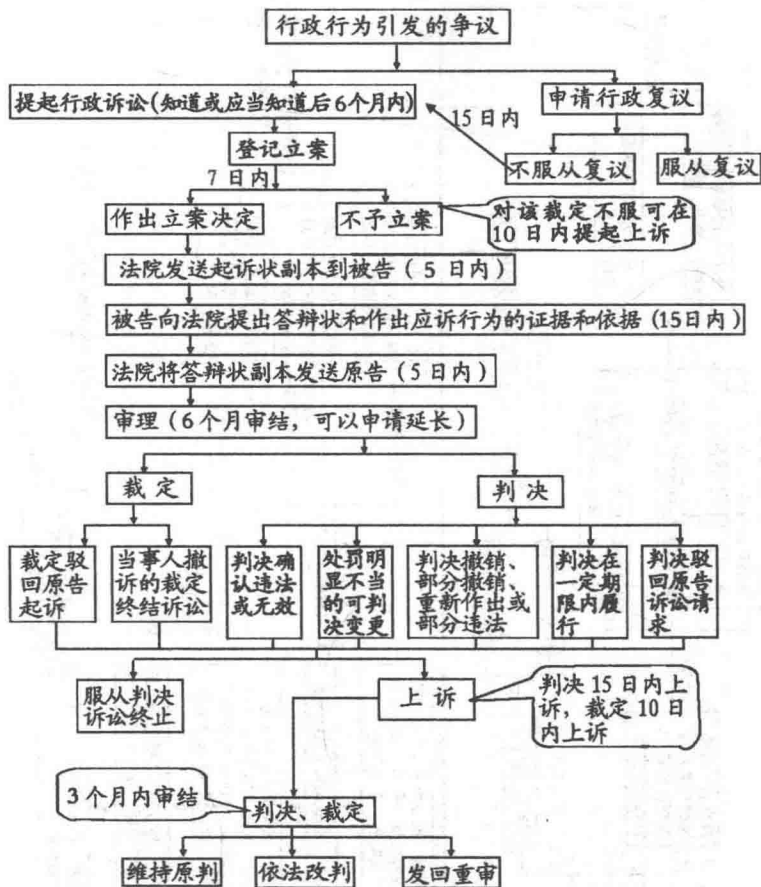 行政行为引发的争议
提起行政诉讼(知道或应当知道后6个月内)
申请行政复议
15日内
登记立案
不服从复议
服从复议
7日内
作出立案决定
不予立案
对该裁定不服可在
10日内提起上诉
法院发送起诉状副本到被告(5日内)
被告向法院提出答辩状和作出应诉行为的证据和依据(15日内)
法院将答辩状副本发送原告(5日内)
审理(6个月审结,可以申请延长)
裁定
判决
裁定驳
回原告
起诉
当事人撤
诉的裁定
终结诉讼
判决确
认违法
或无效
处罚明
显不当
的可判
决变更
判决撤销、
部分撤销、
重新作出或
部分违法
判决在
一定期
限内履
行
判决驳
回原告
诉讼请
求
服从判决
诉讼终止
上诉
判决15日内上
诉,裁定10日
内上诉
3个月内审结
判决、裁定
维持原判
依法改判
发回重审